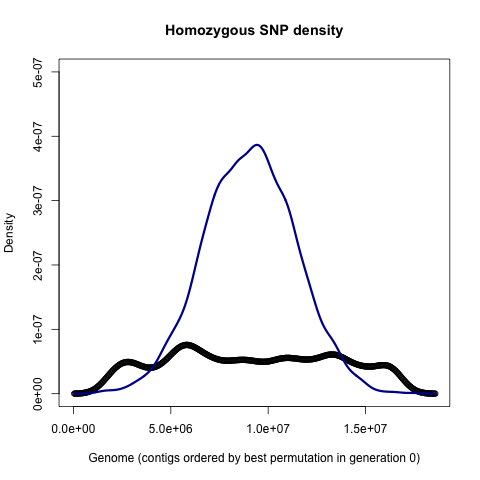 Homozygous SNP density
Density
5e-07
4e-07
3e-07
2e-07
1e-07
0e+00
0.0e+00 5.0e+06 1.0e+07 1.5e+07
Genome (contigs ordered by best permutation in generation 0)